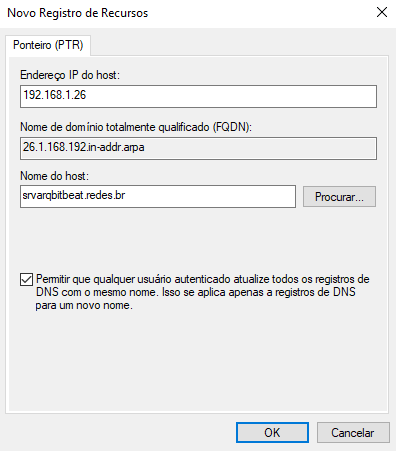 Novo Registro de Recursos
Ponteiro (PTR)
Endereço IP do host:
192.168.1.26
Nome de domínio totalmente qualificado (FQDN):
26.1.168.192.in-addr.arpa
Nome do host:
srvarqbitbeat.redes.br
Procurar...
Permitir que qualquer usuário autenticado atualize todos os registros de
DNS com o mesmo nome. Isso se aplica apenas a registros de DNS
para um novo nome.
OK
Cancelar